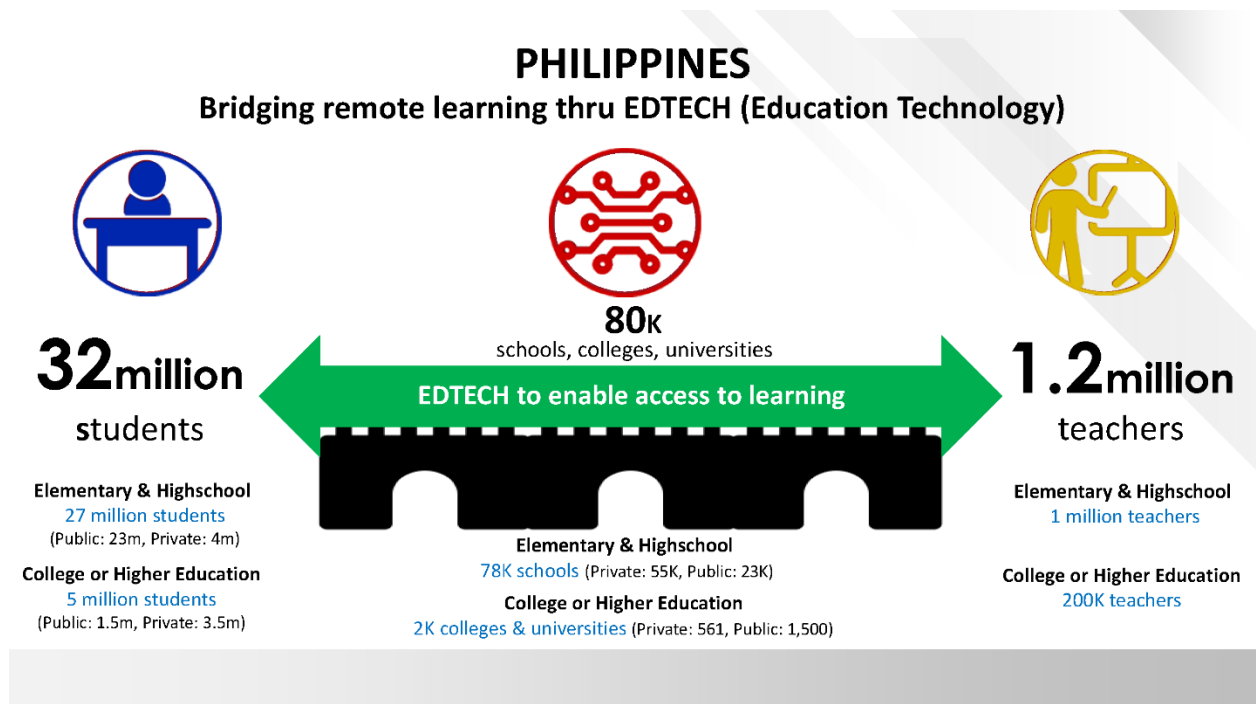 PHILIPPINES
Bridging remote learning thru EDTECH (Education Technology)
32million
students
Elementary & Highschool
27 million students
(Public: 23m, Private: 4m)
College or Higher Education
5 million students
(Public: 1.5m, Private: 3.5m)
80K
schools, colleges, universities
EDTECH to enable access to learning
Elementary & Highschool
78K schools (Private: 55K, Public: 23K)
College or Higher Education
2K colleges & universities (Private: 561, Public: 1,500)
1.2million
teachers
Elementary & Highschool
1 million teachers
College or Higher Education
200K teachers